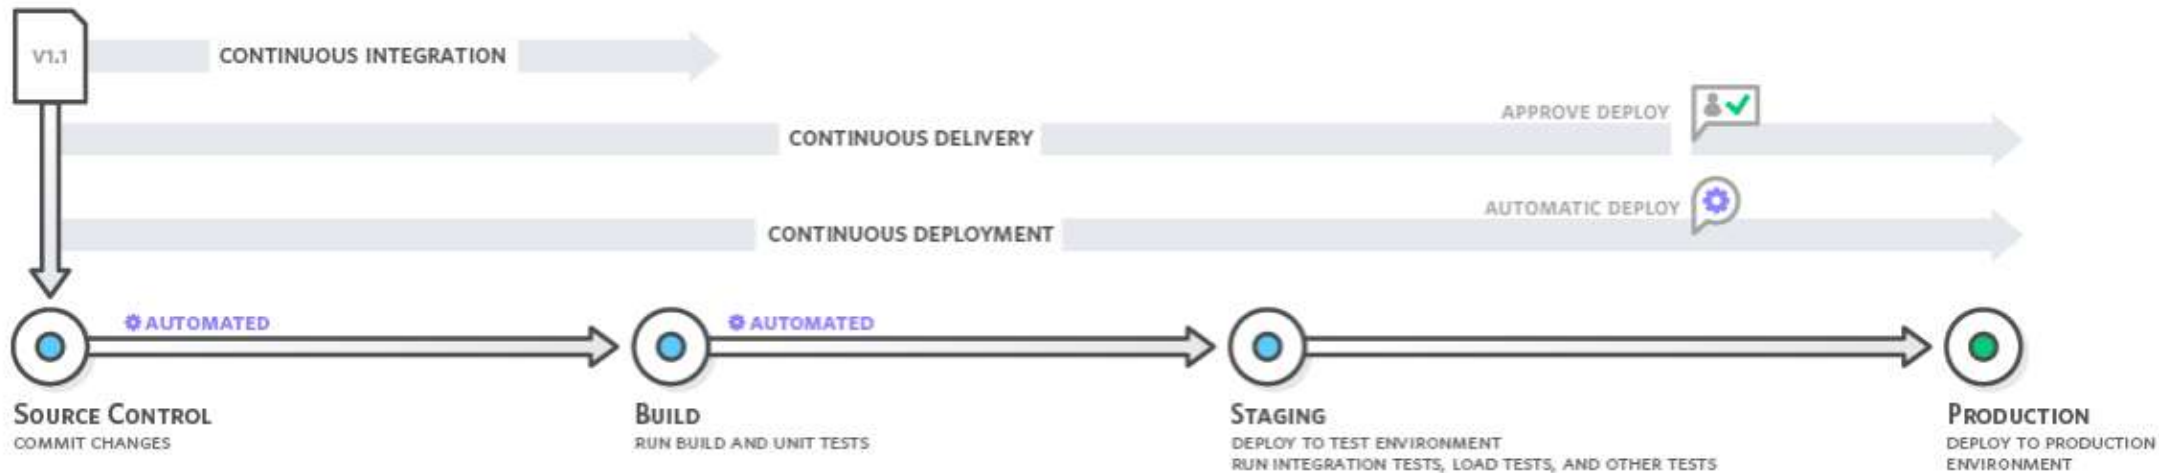 V1.1
CONTINUOUS INTEGRATION
APPROVE DEPLOY
CONTINUOUS DELIVERY
AUTOMATIC DEPLOY
CONTINUOUS DEPLOYMENT
AUTOMATED
AUTOMATED
SOURCE CONTROL
COMMIT CHANGES
BUILD
RUN BUILD AND UNIT TESTS
STAGING
DEPLOY TO TEST ENVIRONMENT
RUN INTEGRATION TESTS, LOAD TESTS, AND OTHER TESTS
PRODUCTION
DEPLOY TO PRODUCTION
ENVIRONMENT